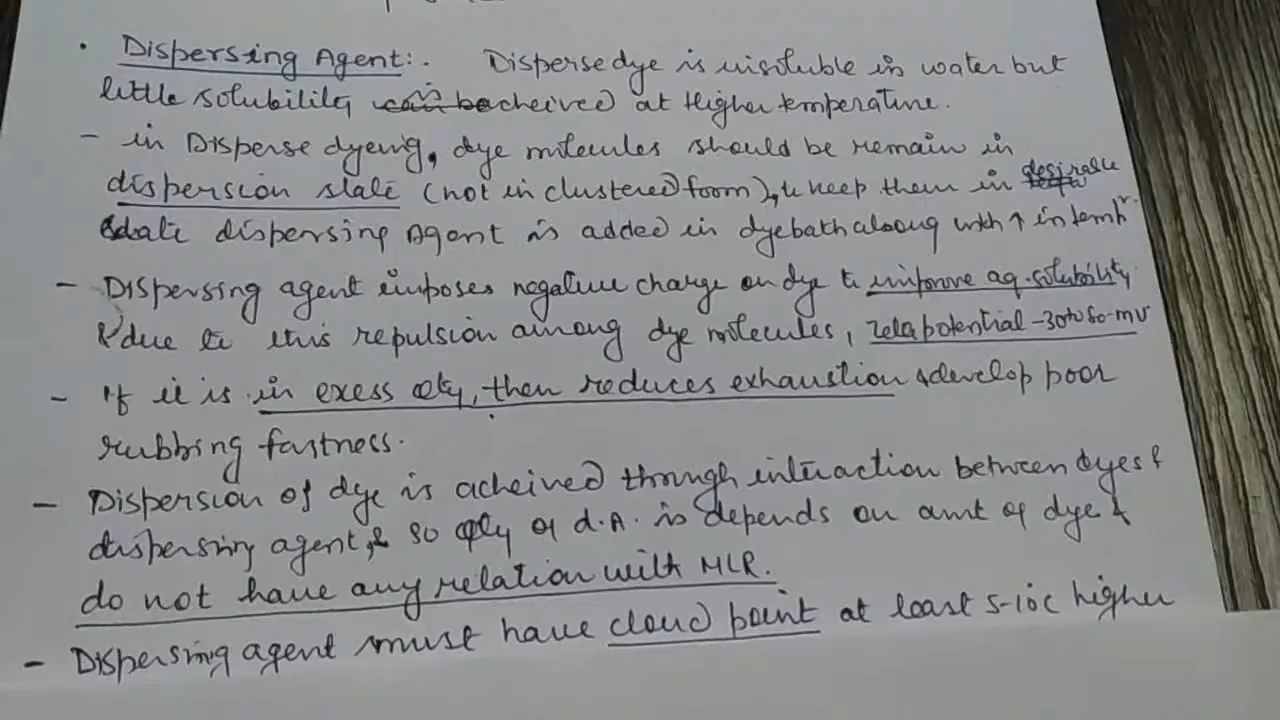 • Dispersing Agent:. Disperse dye is insoluble in water but
little solubility can be acheived at Higher temperature.
- in Disperse dyeing, dye molecules should be remain in
dispersion state (not in clustered form), to keep them in desirable
state dispersing Agent is added in dyebath along with ↑ in tempr.
- Dispersing agent imposes negative charge on dye to improve aq. solubility
& due to this repulsion among dye molecules, zeta potential -30 to 50 mv
- If it is in exess qty, then reduces exhaustion & develop poor
rubbing fastness.
- Dispersion of dye is acheived through interaction between dyes &
dispersing agent, & so qty of d.A. is depends on amt of dye &
do not have any relation with MLR.
- Dispersing agent must have cloud point at least 5-10c higher